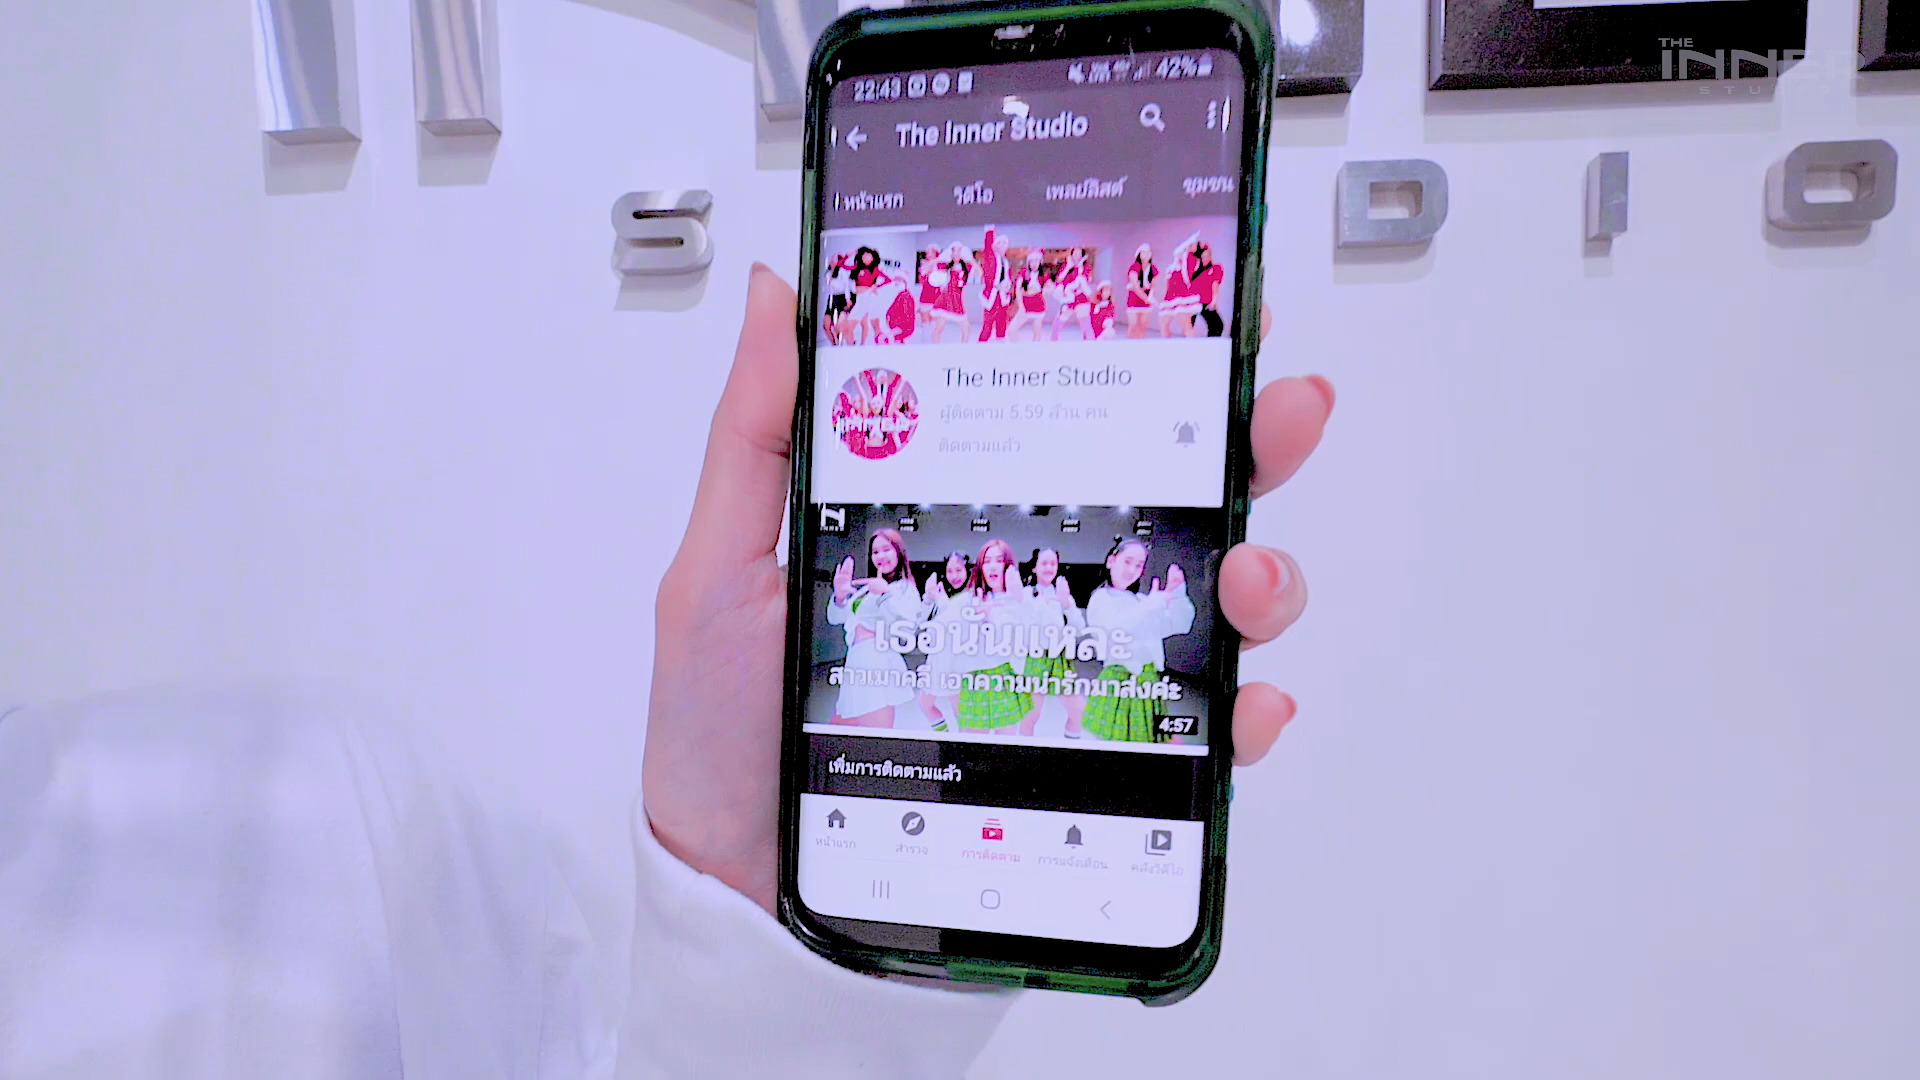 THE
INNER
STUDIO
22:43 42%
The Inner Studio
หน้าแรก วิดีโอ เพลย์ลิสต์ ชุมชน
The Inner Studio
ผู้ติดตาม 5.59 ล้าน คน
ติดตามแล้ว
เธอนั่นแหละ
สาวเมาคลี เอาความน่ารักมาส่งค่ะ
4:57
เพิ่มการติดตามแล้ว
หน้าแรก สำรวจ การติดตาม การแจ้งเตือน คลังวิดีโอ
S DIO